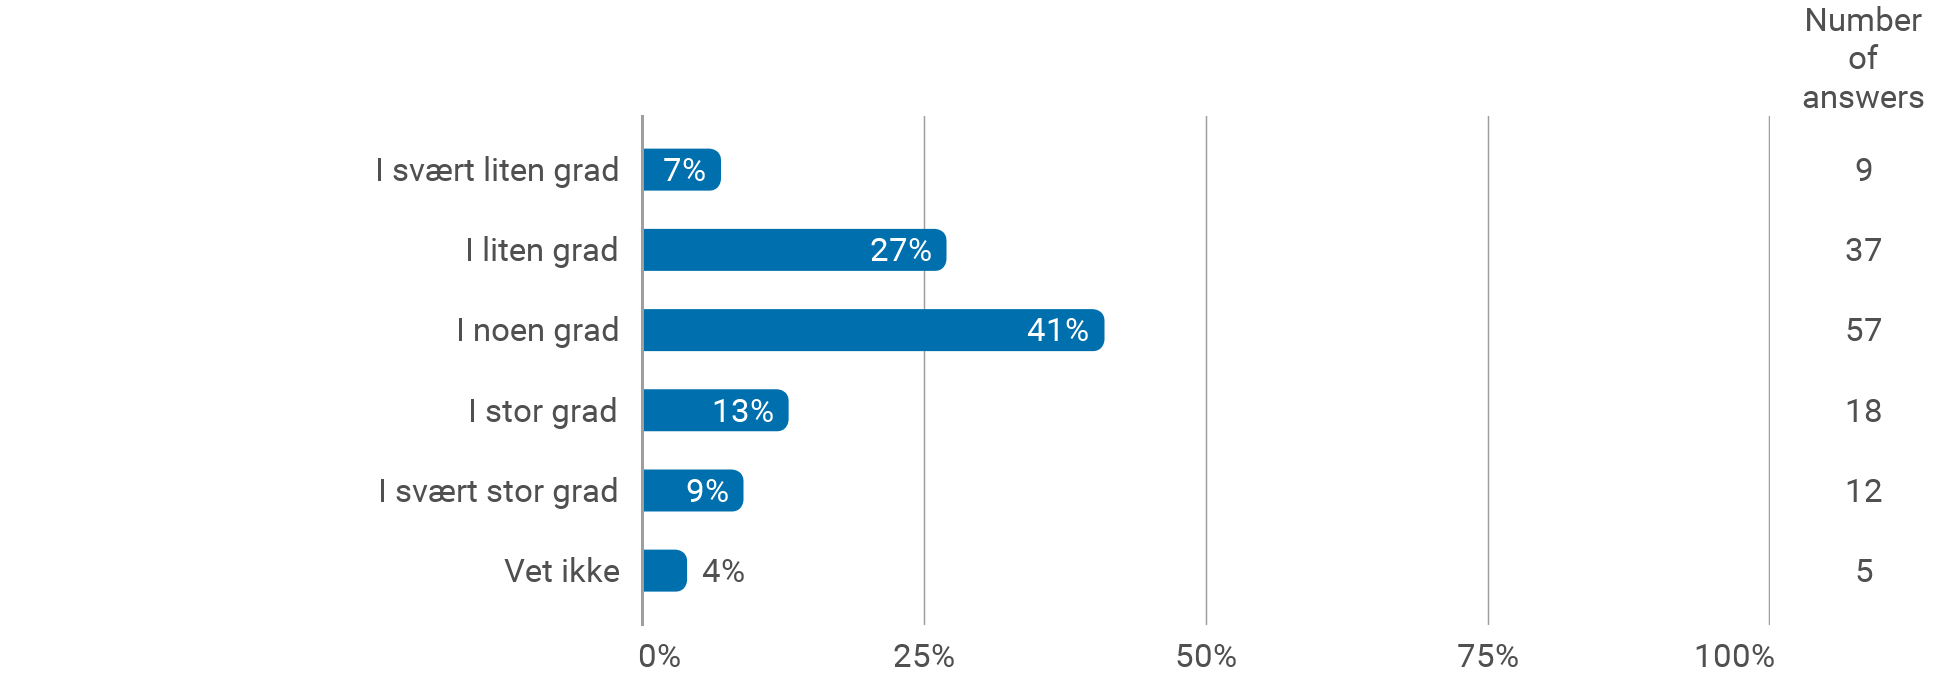 Number
of
answers
I svært liten grad 7% 9
I liten grad 27% 37
I noen grad 41% 57
I stor grad 13% 18
I svært stor grad 9% 12
Vet ikke 4% 5
0% 25% 50% 75% 100%